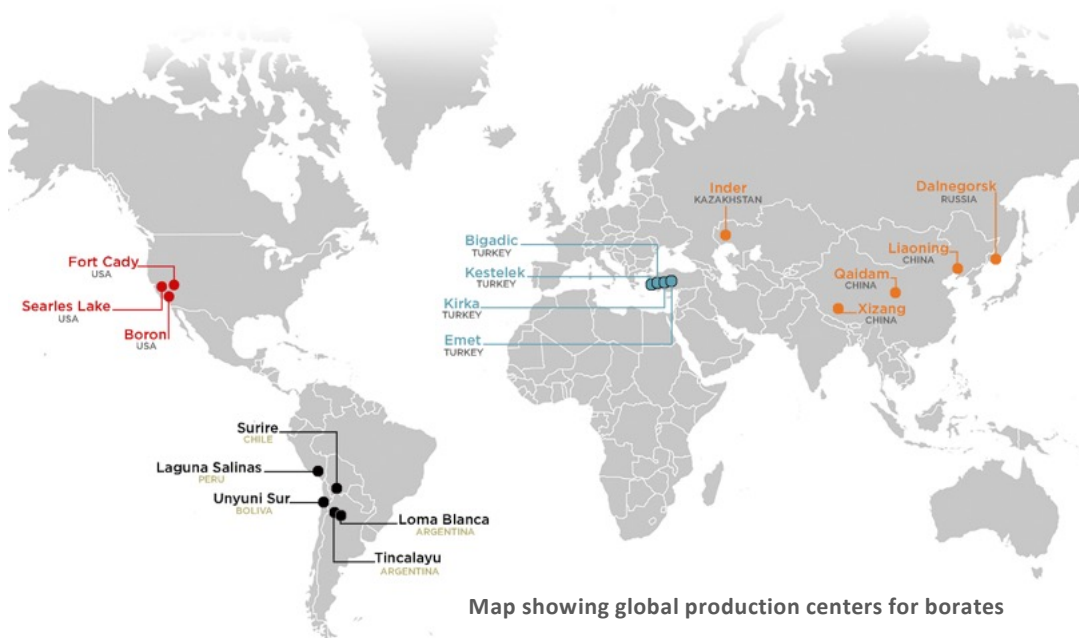 Fort Cady
USA
Searles Lake
USA
Boron
USA
Surire
CHILE
Laguna Salinas
PERU
Unyuni Sur
BOLIVA
Loma Blanca
ARGENTINA
Tincalayu
ARGENTINA
Bigadic
TURKEY
Kestelek
TURKEY
Kirka
TURKEY
Emet
TURKEY
Inder
KAZAKHSTAN
Dalnegorsk
RUSSIA
Liaoning
CHINA
Qaidam
CHINA
Xizang
CHINA
Map showing global production centers for borates